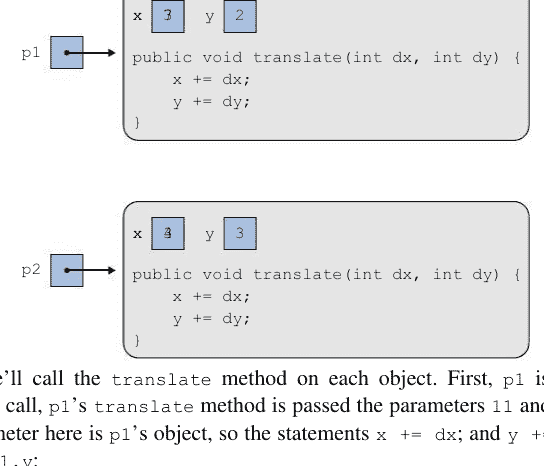 x y 2
p1
public void translate(int dx, int dy) {
x += dx;
y += dy;
}
x y 3
p2
public void translate(int dx, int dy) {
x += dx;
y += dy;
}
e'll call the translate method on each object. First, p1 is
call, p1's translate method is passed the parameters 11 and
meter here is p1's object, so the statements x += dx; and y +=
1.y: